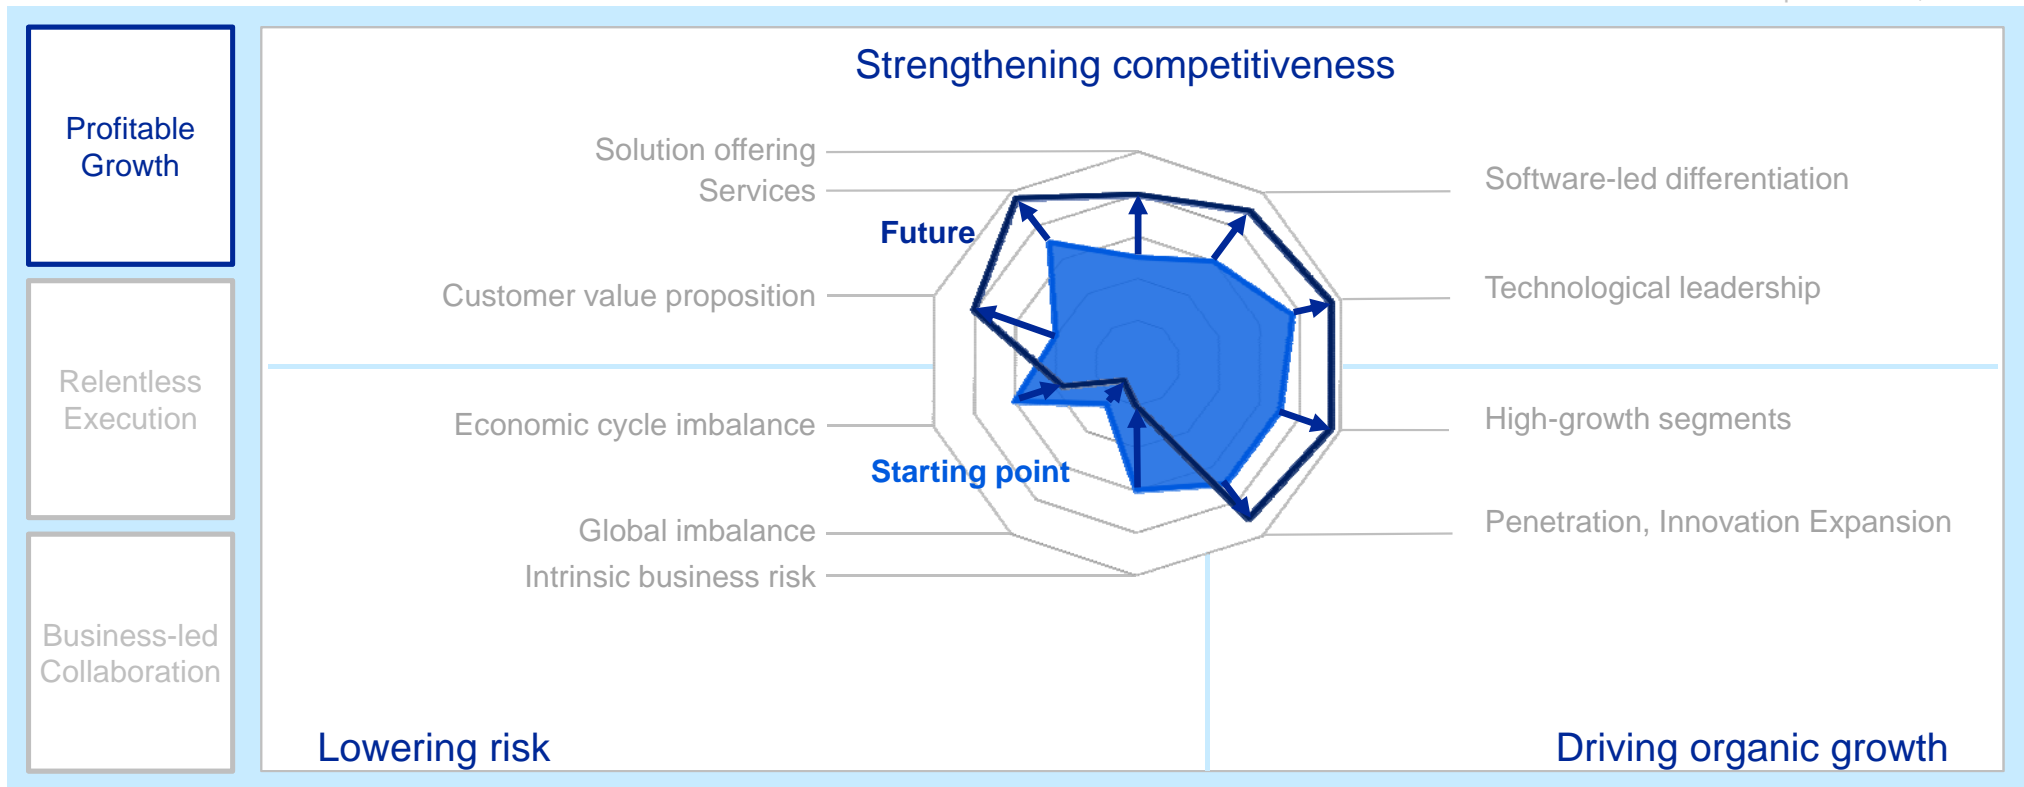 Profitable
Growth
Relentless
Execution
Business-led
Collaboration
Strengthening competitiveness
Solution offering
Services
Future
Customer value proposition
Economic cycle imbalance
Starting point
Global imbalance
Intrinsic business risk
Software-led differentiation
Technological leadership
High-growth segments
Penetration, Innovation Expansion
Lowering risk
Driving organic growth